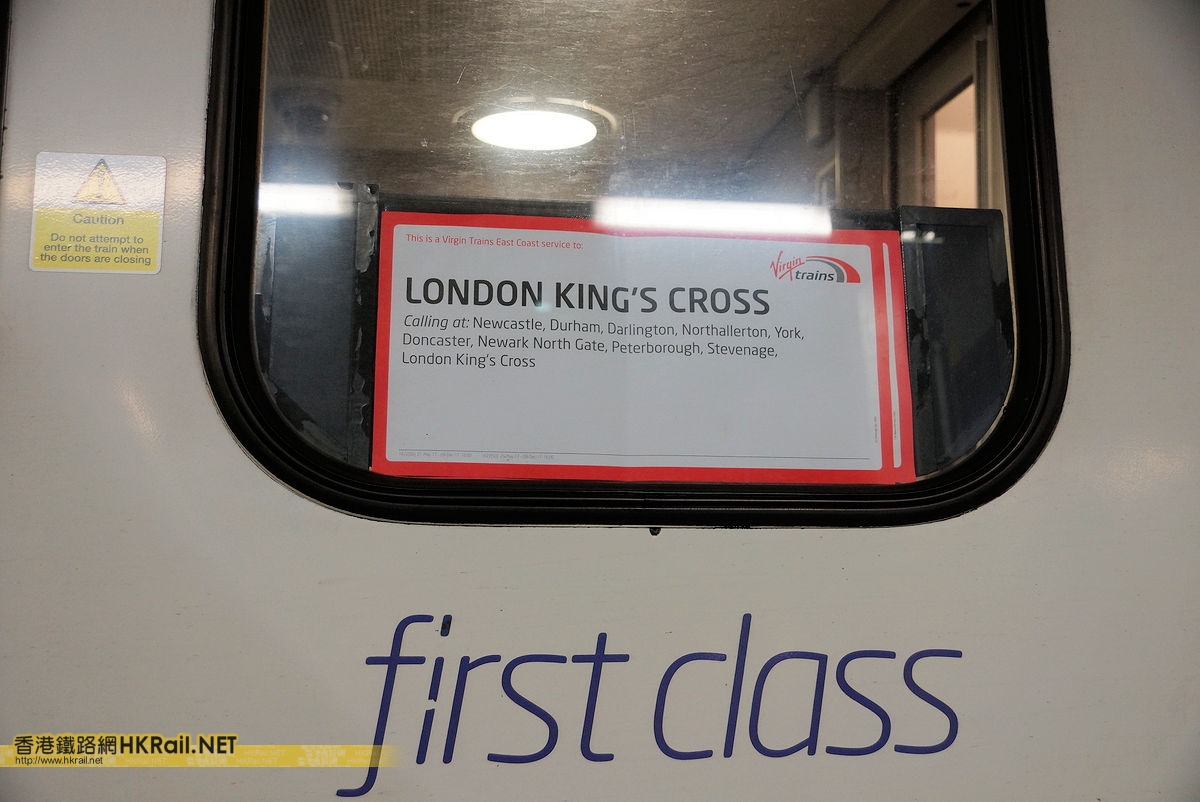 Caution
Do not attempt to
enter the train when
the doors are closing
This is a Virgin Trains East Coast service to:
Virgin
trains
LONDON KING'S CROSS
Calling at: Newcastle, Durham, Darlington, Northallerton, York,
Doncaster, Newark North Gate, Peterborough, Stevenage,
London King's Cross
first class
香港鐵路網HKRail.NET
http://www.hkrail.net